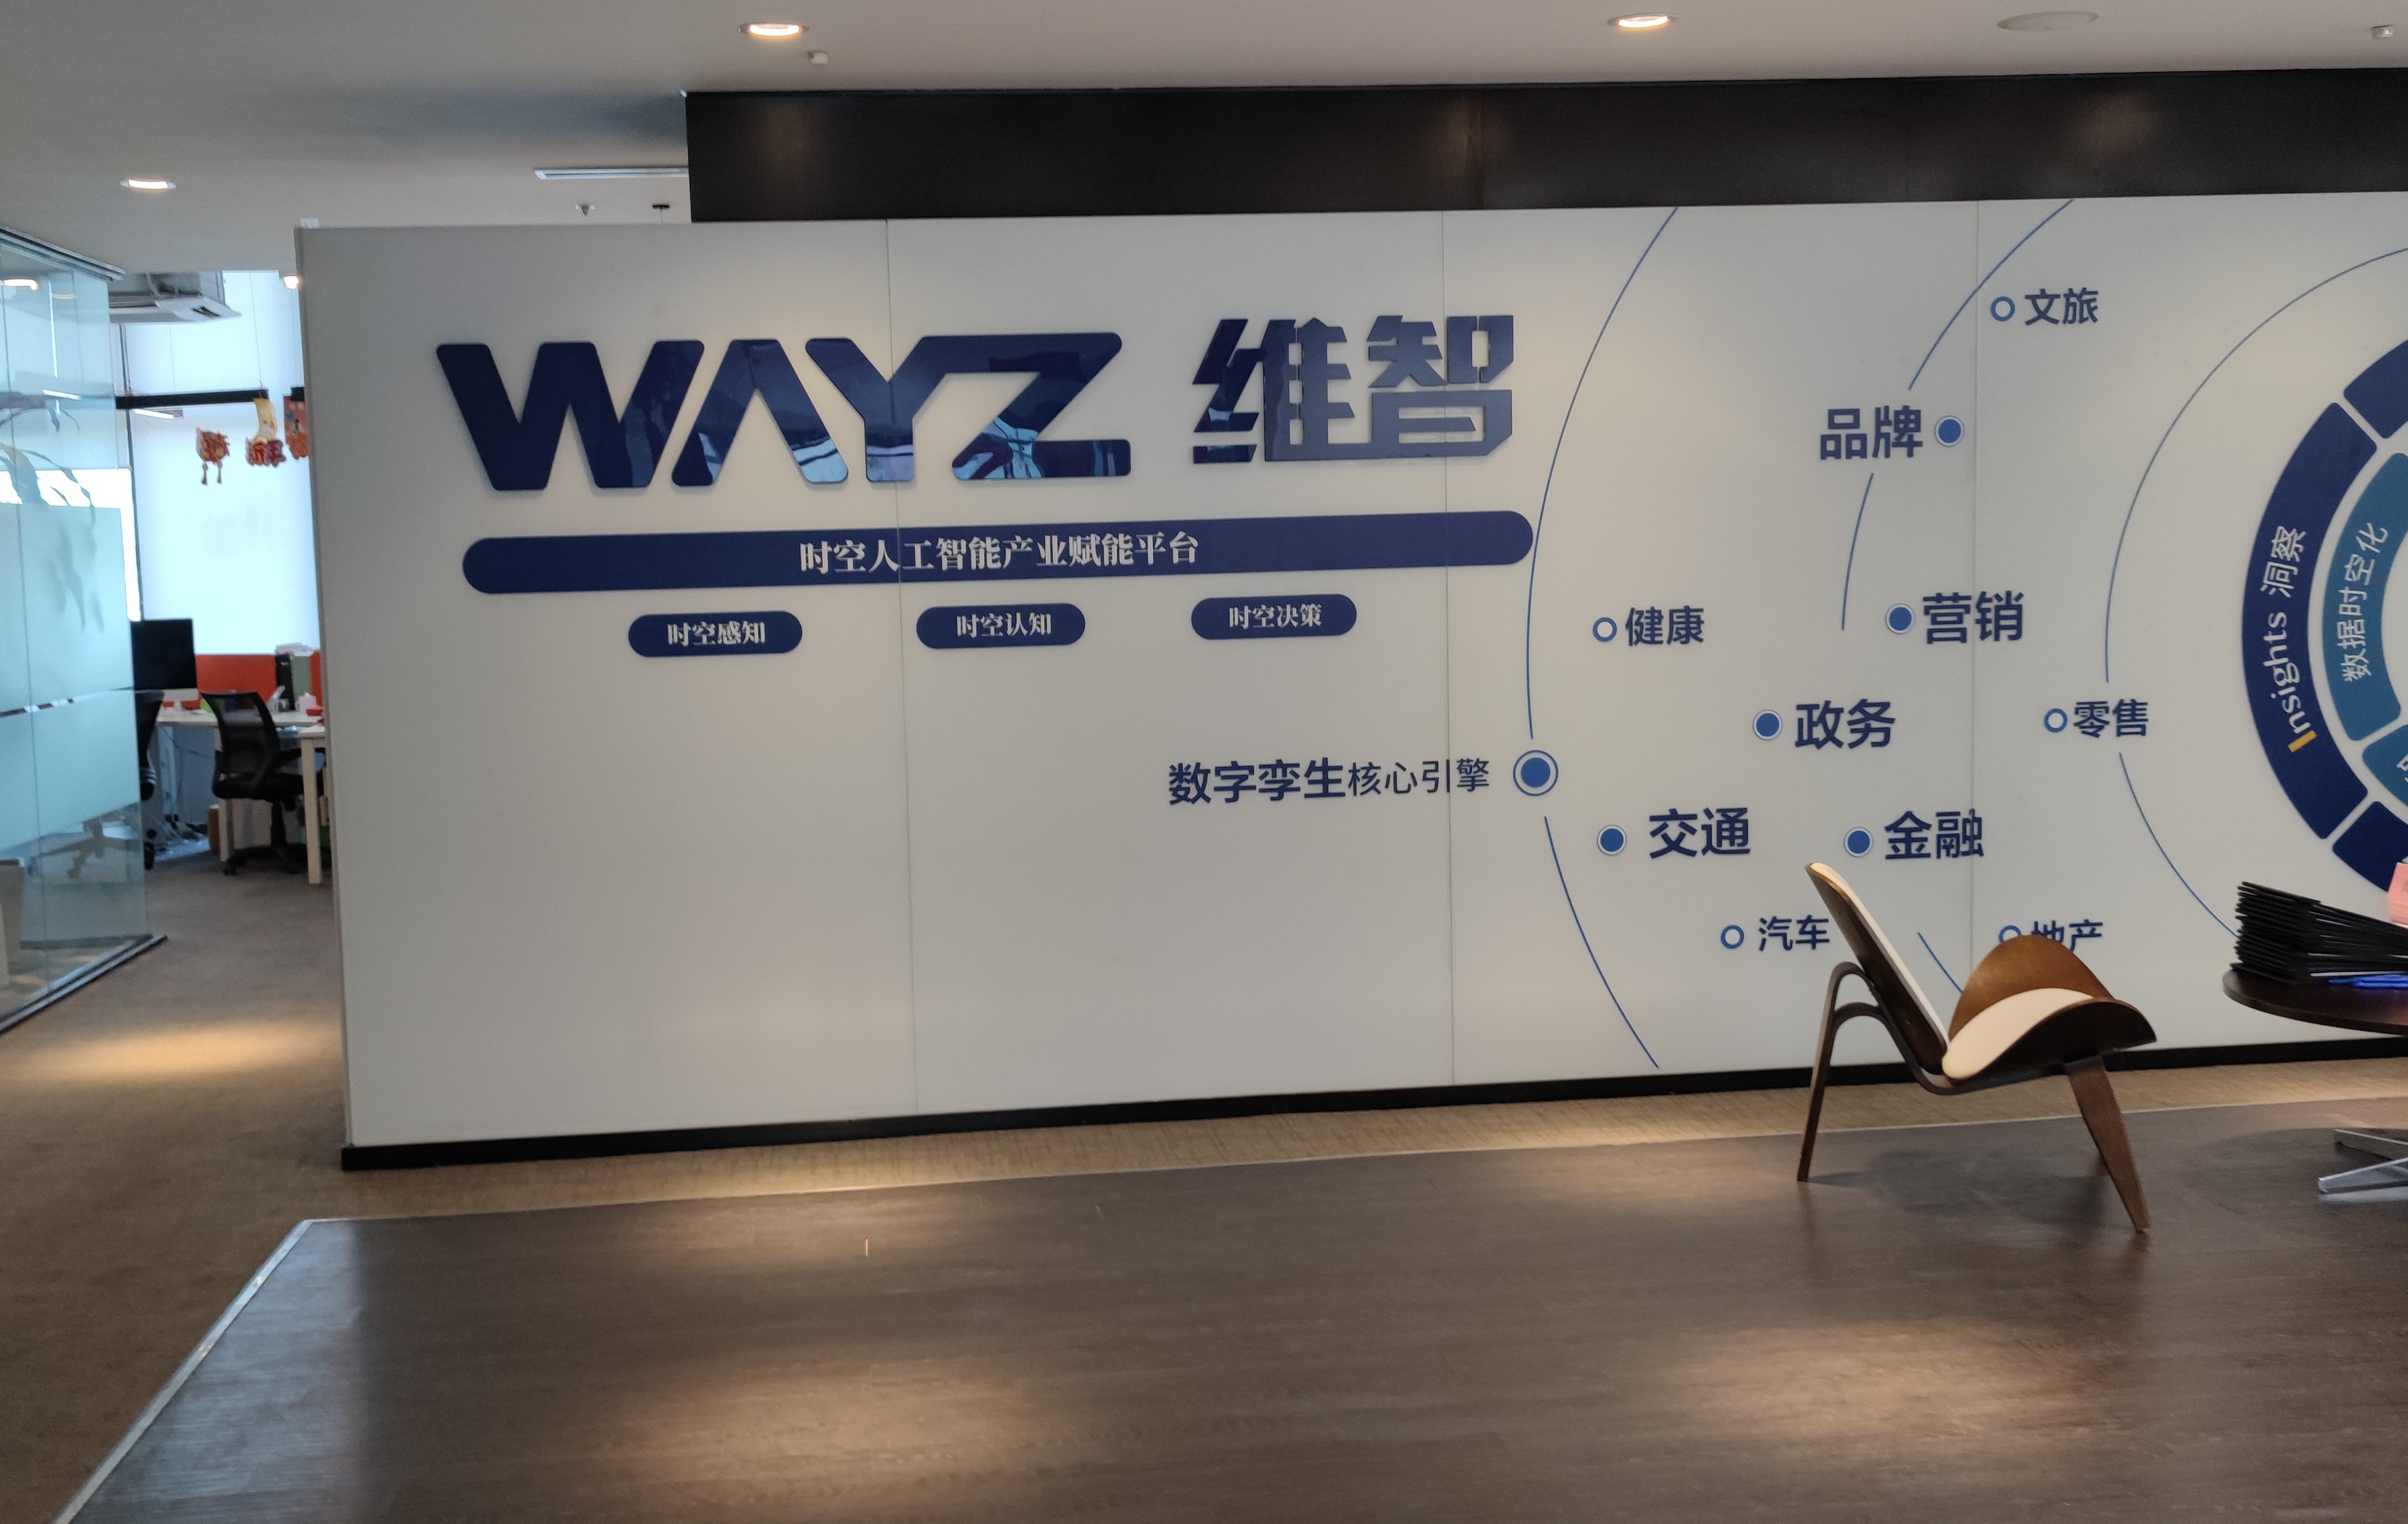 WAYZ 维智
时空人工智能产业赋能平台
时空感知
时空认知
时空决策
数字孪生核心引擎
文旅
品牌
健康
营销
政务
零售
交通
金融
汽车
地产
Insights 洞察
数据时空化